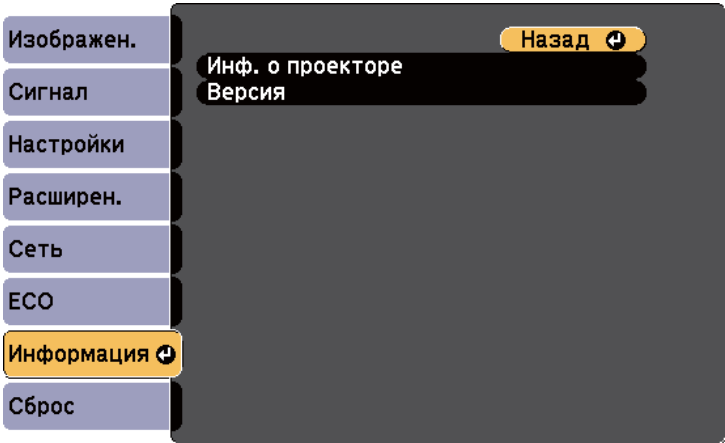 Изображен.
Сигнал
Настройки
Расширен.
Сеть
ECO
Информация
Сброс
Назад
Инф. о проекторе
Версия